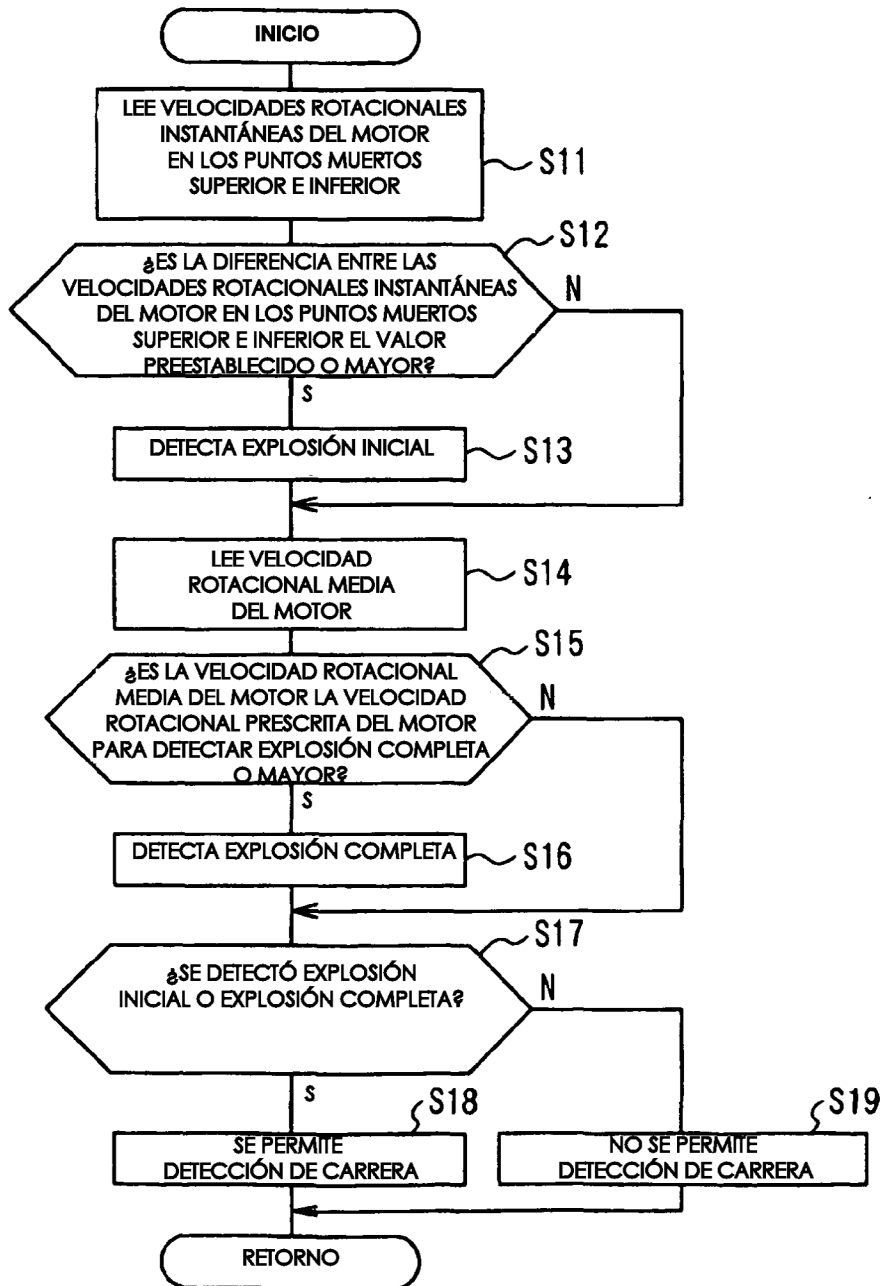 INICIO
LEE VELOCIDADES ROTACIONALES
INSTANTÁNEAS DEL MOTOR
EN LOS PUNTOS MUERTOS
SUPERIOR E INFERIOR
S11
S12
¿ES LA DIFERENCIA ENTRE LAS
VELOCIDADES ROTACIONALES INSTANTÁNEAS
DEL MOTOR EN LOS PUNTOS MUERTOS
SUPERIOR E INFERIOR EL VALOR
PREESTABLECIDO O MAYOR?
N
S
DETECTA EXPLOSIÓN INICIAL
S13
LEE VELOCIDAD
ROTACIONAL MEDIA
DEL MOTOR
S14
S15
¿ES LA VELOCIDAD ROTACIONAL
MEDIA DEL MOTOR LA VELOCIDAD
ROTACIONAL PRESCRITA DEL MOTOR
PARA DETECTAR EXPLOSIÓN COMPLETA
O MAYOR?
N
S
DETECTA EXPLOSIÓN COMPLETA
S16
S17
¿SE DETECTÓ EXPLOSIÓN
INICIAL O EXPLOSIÓN COMPLETA?
N
S
S18
SE PERMITE
DETECCIÓN DE CARRERA
S19
NO SE PERMITE
DETECCIÓN DE CARRERA
RETORNO